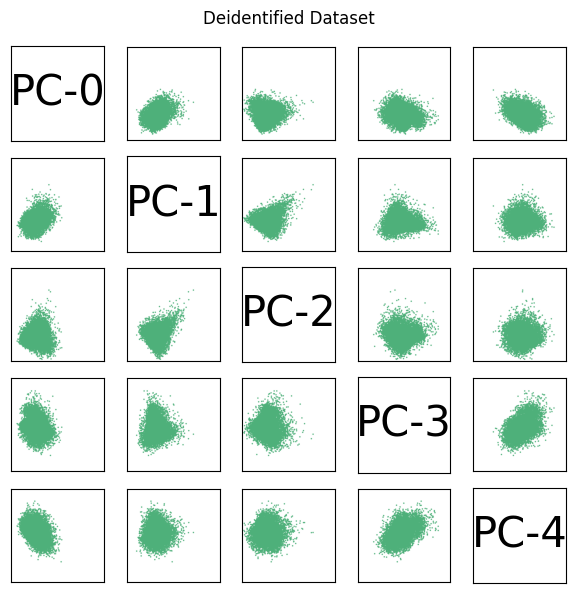 Deidentified Dataset
PC-0
PC-1
PC-2
PC-3
PC-4